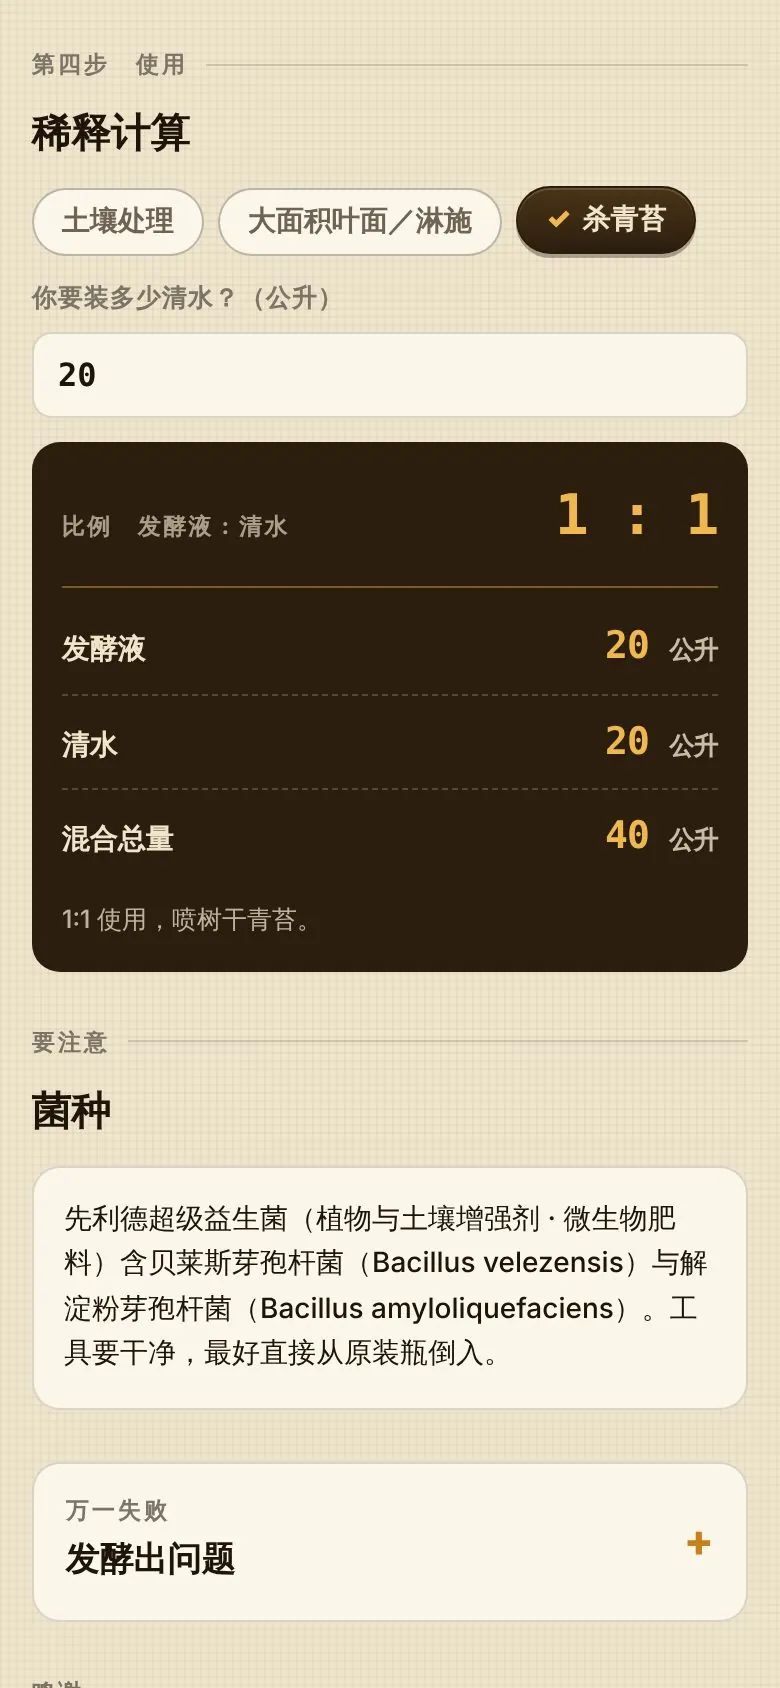 第四步　使用
稀释计算
土壤处理
大面积叶面／淋施
✓ 杀青苔
你要装多少清水？（公升）
20
比例　发酵液：清水
1 : 1
发酵液
20 公升
清水
20 公升
混合总量
40 公升
1:1 使用，喷树干青苔。
要注意
菌种
先利德超级益生菌（植物与土壤增强剂 · 微生物肥
料）含贝莱斯芽孢杆菌（Bacillus velezensis）与解
淀粉芽孢杆菌（Bacillus amyloliquefaciens）。工
具要干净，最好直接从原装瓶倒入。
万一失败
发酵出问题
+